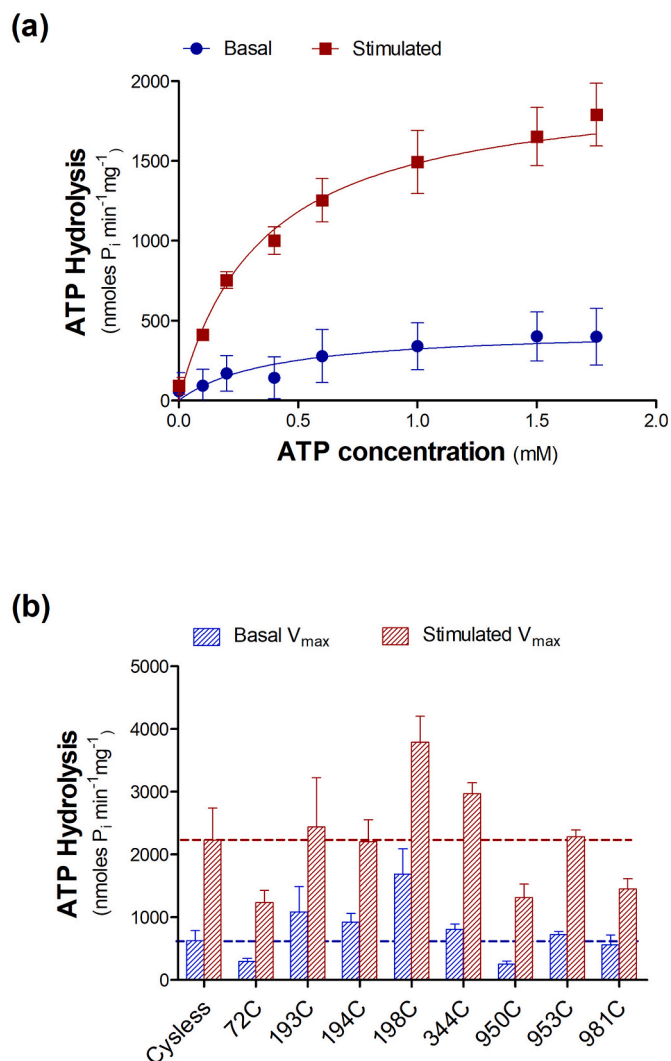 (a)
Basal Stimulated
2000
1500
1000
500
0
0.0 0.5 1.0 1.5 2.0
ATP Hydrolysis
(nmoles Pi min-1mg-1)
ATP concentration (mM)
(b)
Basal Vmax Stimulated Vmax
5000
4000
3000
2000
1000
0
ATP Hydrolysis
(nmoles Pi min-1mg-1)
Cysless 72C 193C 194C 198C 344C 950C 953C 981C